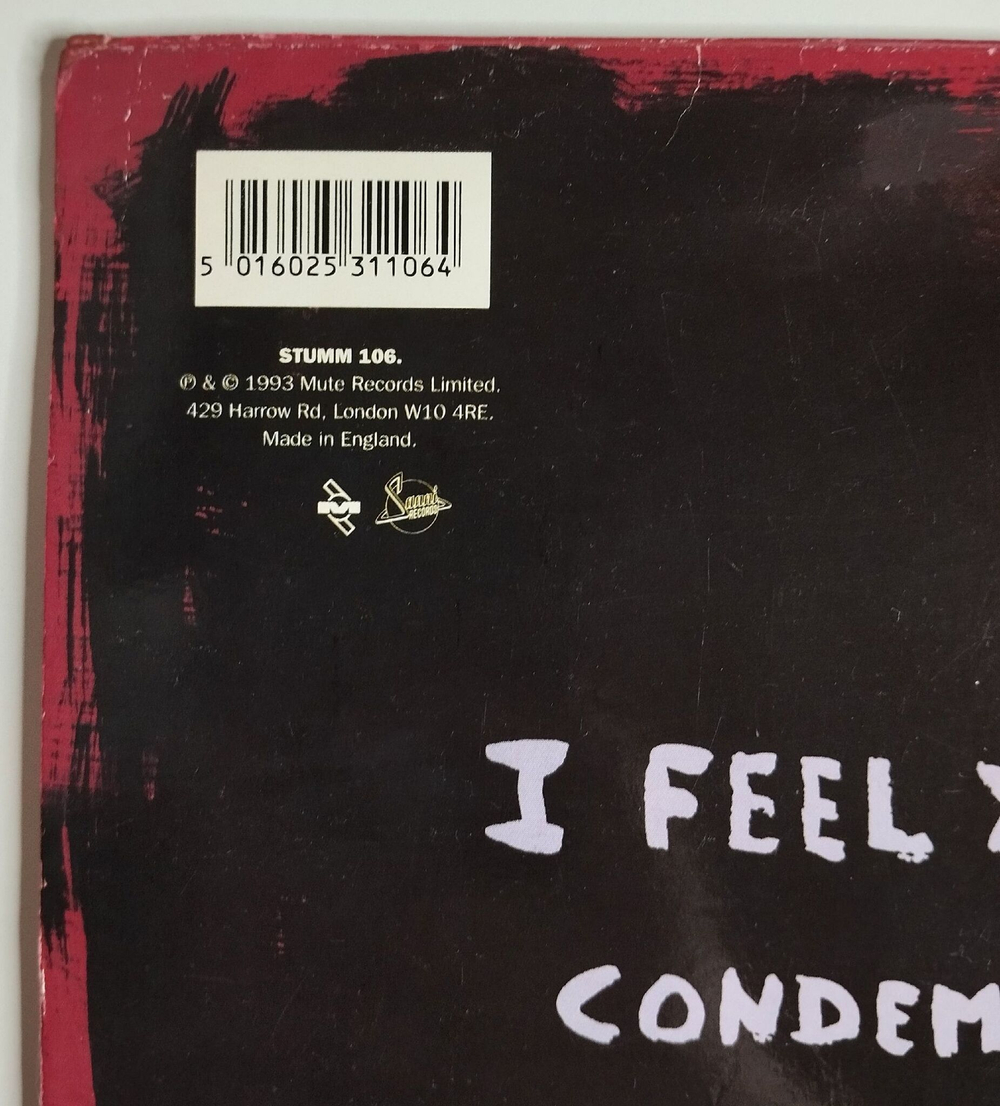 5 016025 311064
STUMM 106.
℗ & © 1993 Mute Records Limited.
429 Harrow Rd, London W10 4RE.
Made in England.
M
RECORDS
I FEEL
CONDEM